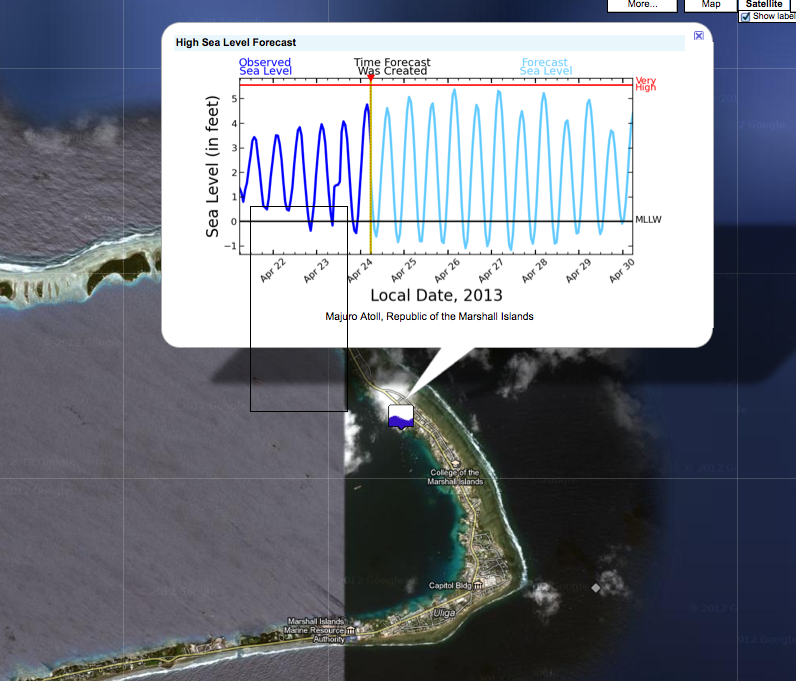 More...
Map
Satellite
Show label
High Sea Level Forecast
Observed
Sea Level
Time Forecast
Was Created
Forecast
Sea Level
Very
High
Sea Level (in feet)
5
4
3
2
1
0
−1
MLLW
Apr 22
Apr 23
Apr 24
Apr 25
Apr 26
Apr 27
Apr 28
Apr 29
Apr 30
Local Date, 2013
Majuro Atoll, Republic of the Marshall Islands
College of the
Marshall Islands
Capitol Bldg
Uliga
Marshall Islands
Marine Resource
Authority